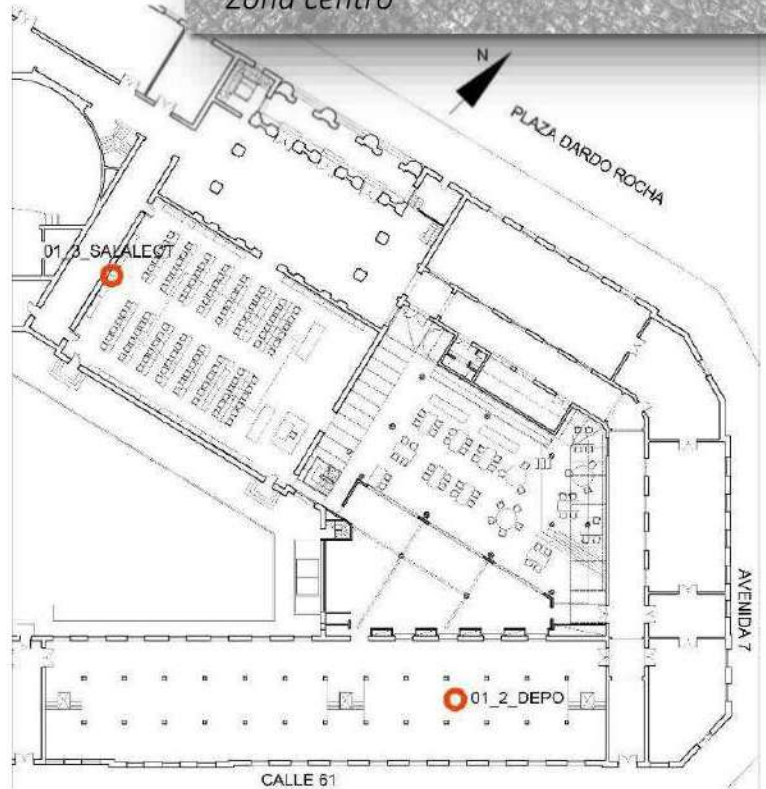 Zona centro
N
PLAZA DARDO ROCHA
01_3_SALALECT
AVENIDA 7
01_2_DEPO
CALLE 61